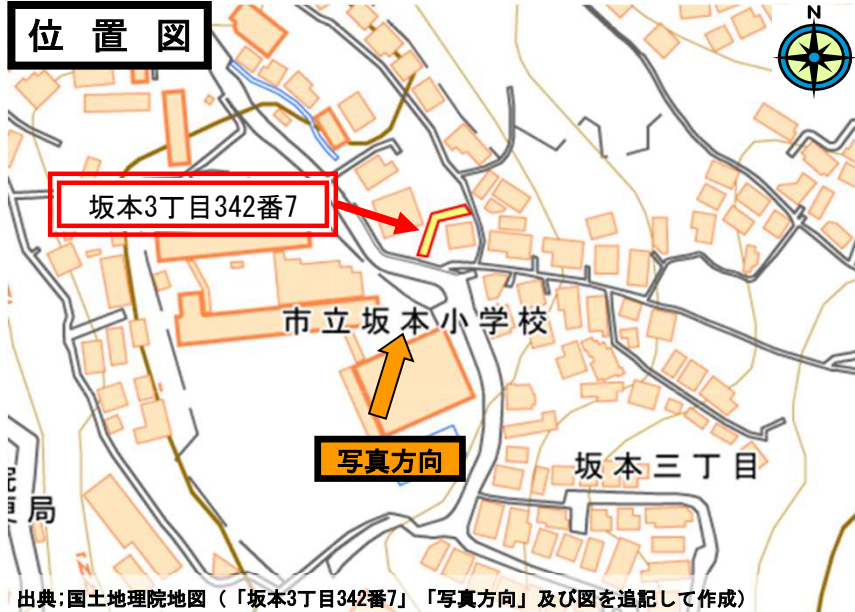 位置図
N
坂本3丁目342番7
市立坂本小学校
写真方向
坂本三丁目
局
出典;国土地理院地図(「坂本3丁目342番7」「写真方向」及び図を追記して作成)